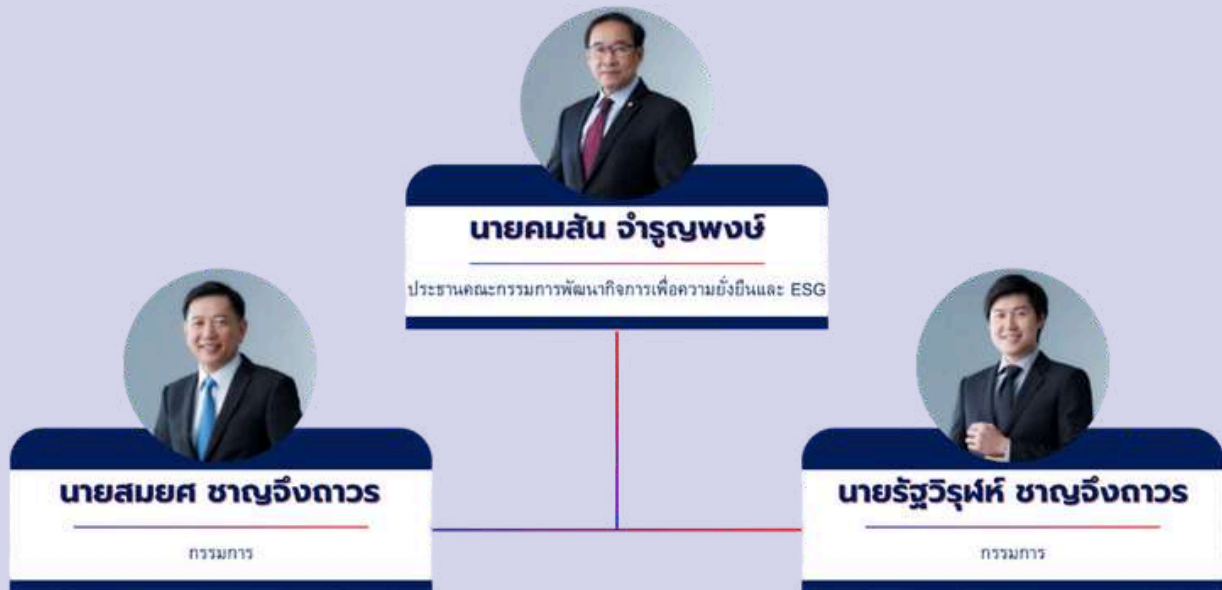 นายคมสัน จำรูญพงษ์
ประธานคณะกรรมการพัฒนากิจการเพื่อความยั่งยืนและ ESG
นายสมยศ ชาญจึงถาวร
กรรมการ
นายรัฐวิรุฬห์ ชาญจึงถาวร
กรรมการ